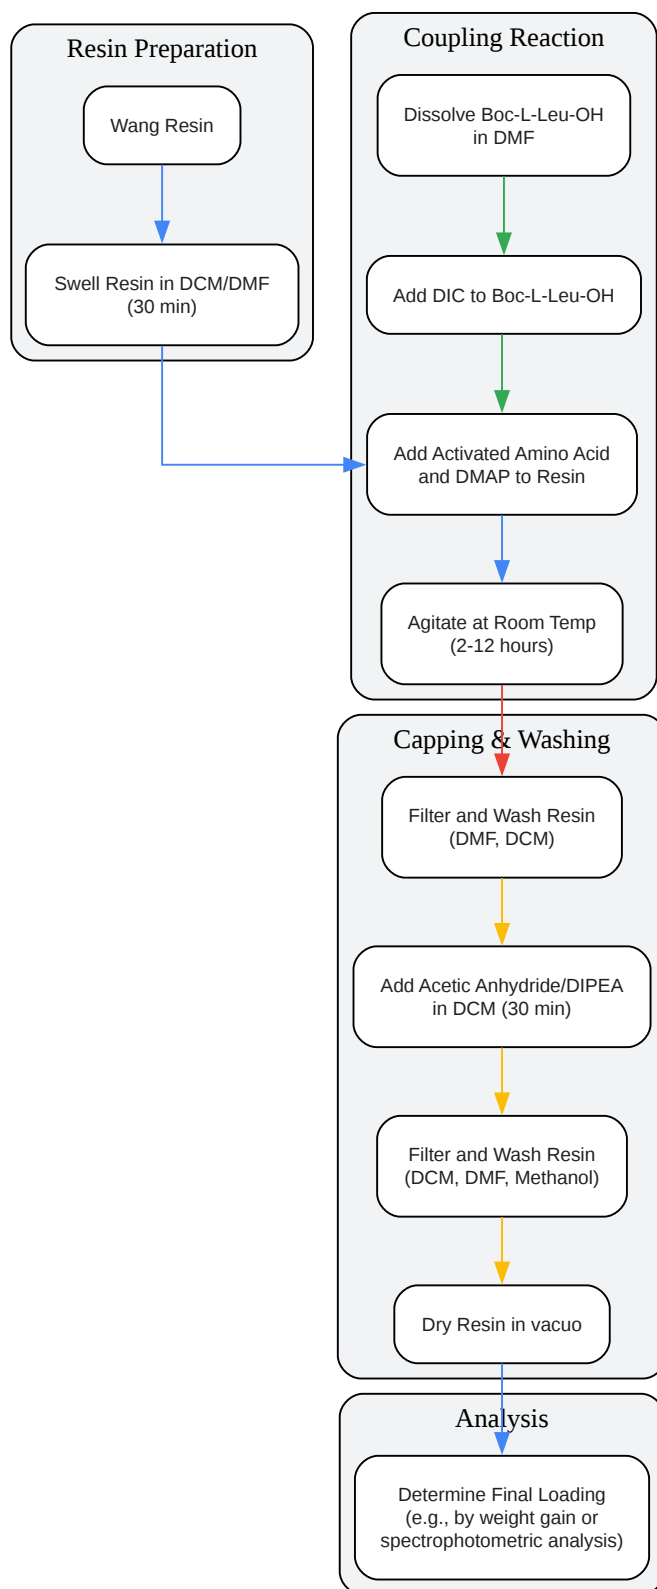 Resin Preparation
Wang Resin
Swell Resin in DCM/DMF
(30 min)
Coupling Reaction
Dissolve Boc-L-Leu-OH
in DMF
Add DIC to Boc-L-Leu-OH
Add Activated Amino Acid
and DMAP to Resin
Agitate at Room Temp
(2-12 hours)
Capping & Washing
Filter and Wash Resin
(DMF, DCM)
Add Acetic Anhydride/DIPEA
in DCM (30 min)
Filter and Wash Resin
(DCM, DMF, Methanol)
Dry Resin in vacuo
Analysis
Determine Final Loading
(e.g., by weight gain or
spectrophotometric analysis)